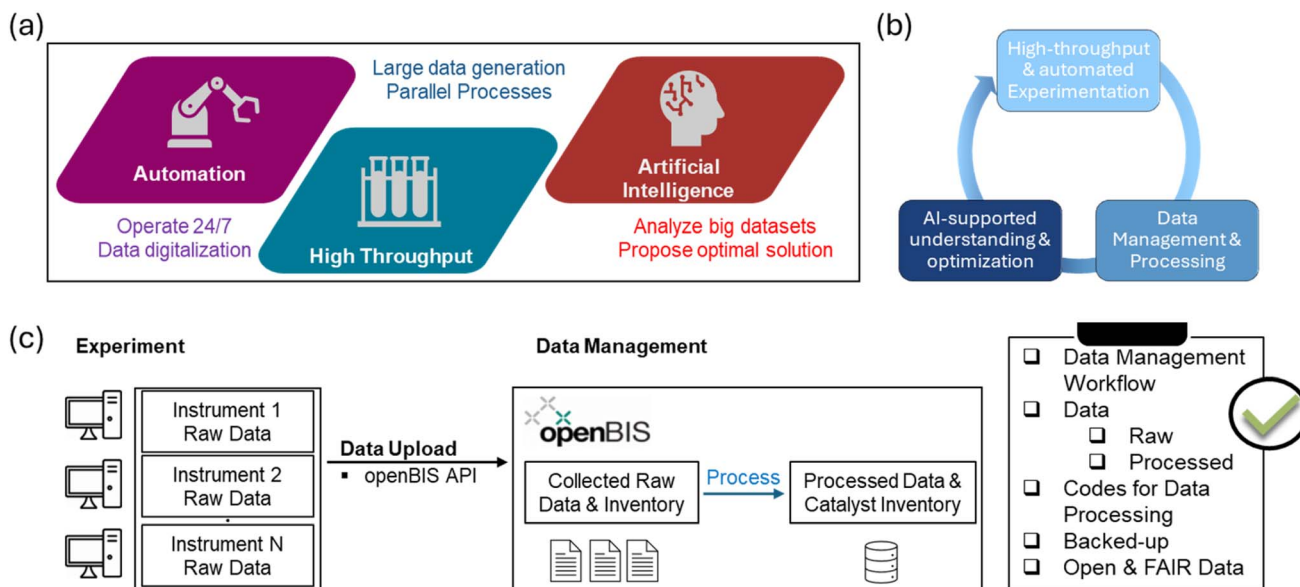 (a)
Automation
Operate 24/7
Data digitalization
Large data generation
Parallel Processes
High Throughput
Artificial
Intelligence
Analyze big datasets
Propose optimal solution
(b)
High-throughput
& automated
Experimentation
Data
Management &
Processing
AI-supported
understanding &
optimization
(c)
Experiment
Instrument 1
Raw Data
Instrument 2
Raw Data
Instrument N
Raw Data
Data Upload
▪ openBIS API
Data Management
openBIS
Collected Raw
Data & Inventory
Process
Processed Data &
Catalyst Inventory
❑ Data Management
Workflow
❑ Data
❑ Raw
❑ Processed
❑ Codes for Data
Processing
❑ Backed-up
❑ Open & FAIR Data